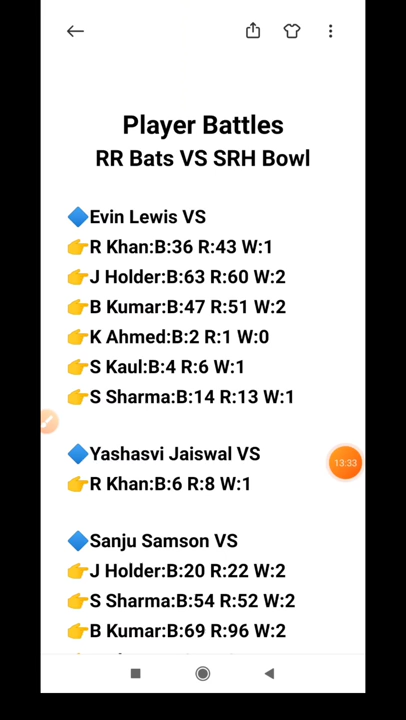 Player Battles
RR Bats VS SRH Bowl
🔷Evin Lewis VS
👉R Khan:B:36 R:43 W:1
👉J Holder:B:63 R:60 W:2
👉B Kumar:B:47 R:51 W:2
👉K Ahmed:B:2 R:1 W:0
👉S Kaul:B:4 R:6 W:1
👉S Sharma:B:14 R:13 W:1
13:33
🔷Yashasvi Jaiswal VS
👉R Khan:B:6 R:8 W:1
🔷Sanju Samson VS
👉J Holder:B:20 R:22 W:2
👉S Sharma:B:54 R:52 W:2
👉B Kumar:B:69 R:96 W:2